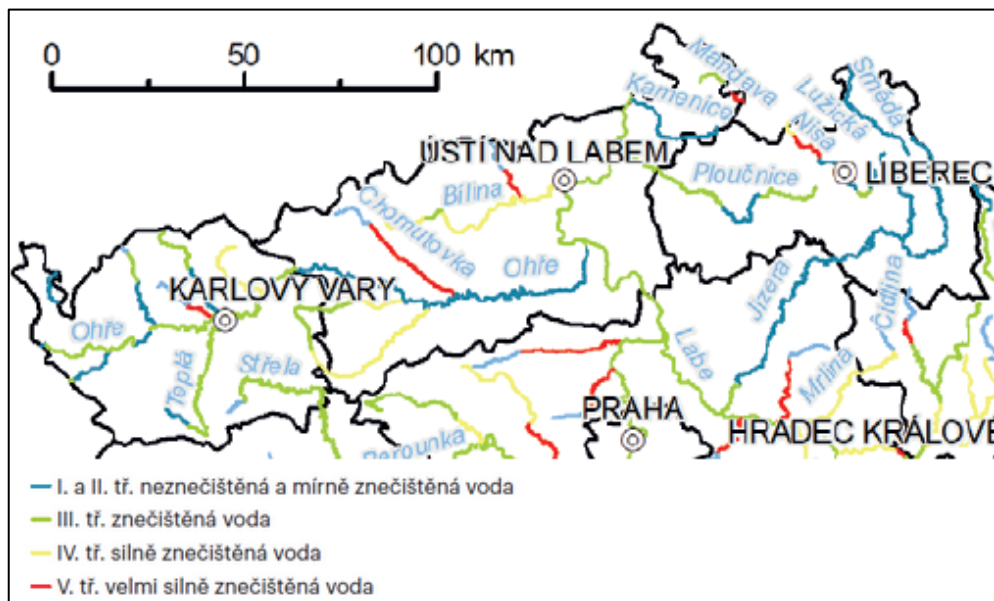 0 50 100 km
Mandava
Kamenice
Lužická
Nisa
Směda
ÚSTÍ NAD LABEM
LIBEREC
Ploučnice
Bílina
Chomutovka
Ohře
KARLOVY VARY
Jizera
Cidlina
Ohře
Teplá
Střela
Labe
Mrlina
PRAHA
HRADEC KRÁLOVÉ
Berounka
I. a II. tř. neznečištěná a mírně znečištěná voda
III. tř. znečištěná voda
IV. tř. silně znečištěná voda
V. tř. velmi silně znečištěná voda